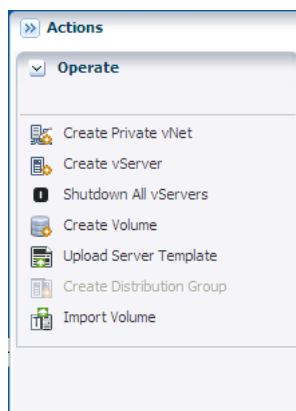 Actions
Operate
Create Private vNet
Create vServer
Shutdown All vServers
Create Volume
Upload Server Template
Create Distribution Group
Import Volume